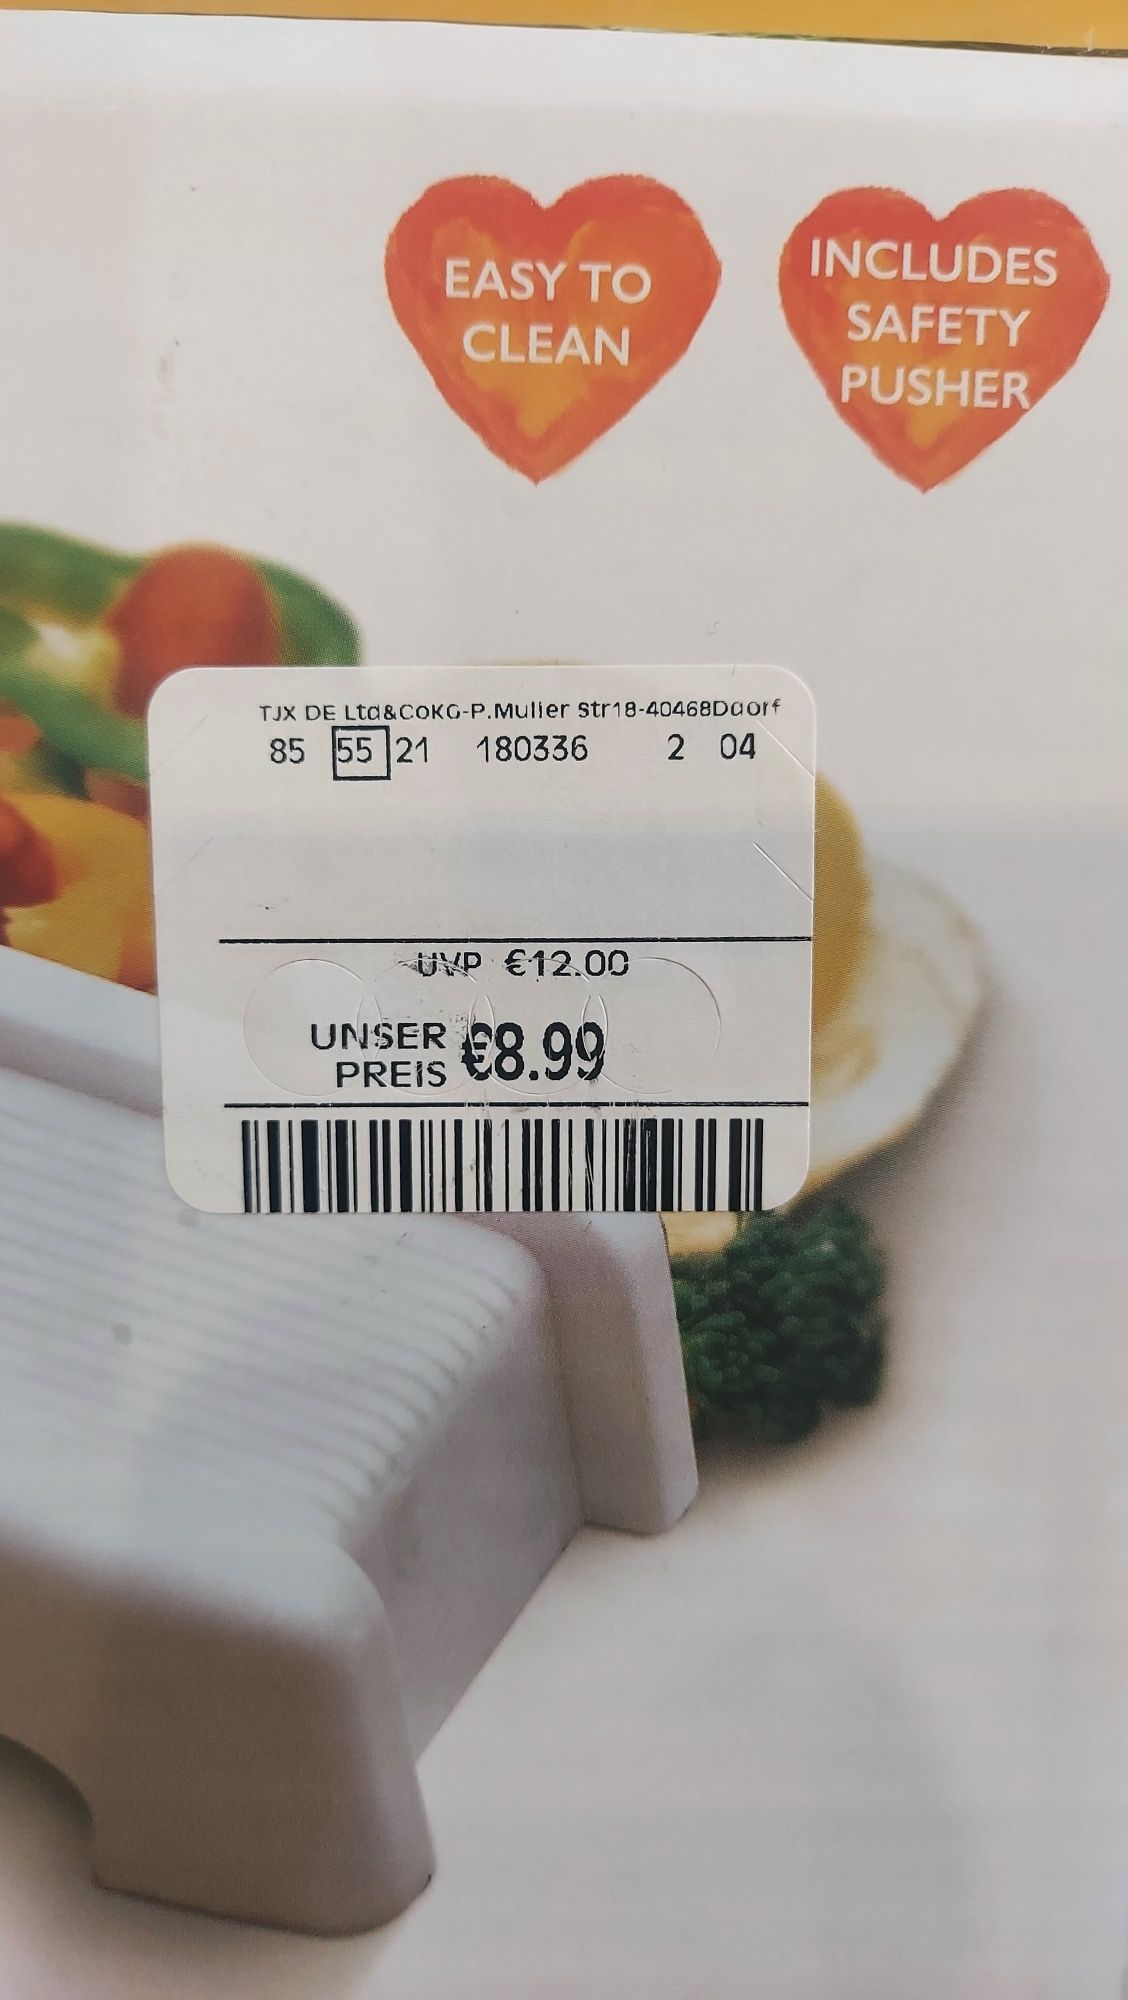 EASY TO
CLEAN
INCLUDES
SAFETY
PUSHER
TJX DE Ltd&CoKG-P.Muller Str18-40468Ddorf
85 55 21 180336 2 04
UVP €12.00
UNSER
PREIS €8.99